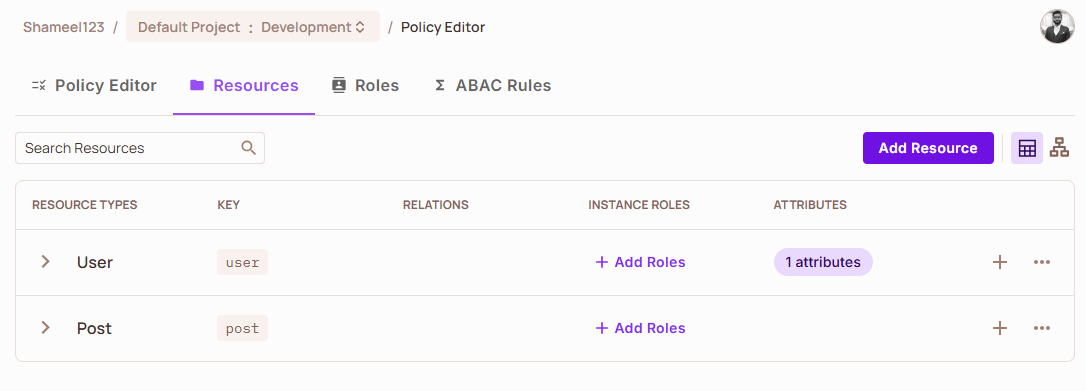 Shameel123 / Default Project : Development / Policy Editor
Policy Editor Resources Roles ABAC Rules
Search Resources Add Resource
RESOURCE TYPES KEY RELATIONS INSTANCE ROLES ATTRIBUTES
User user + Add Roles 1 attributes
Post post + Add Roles